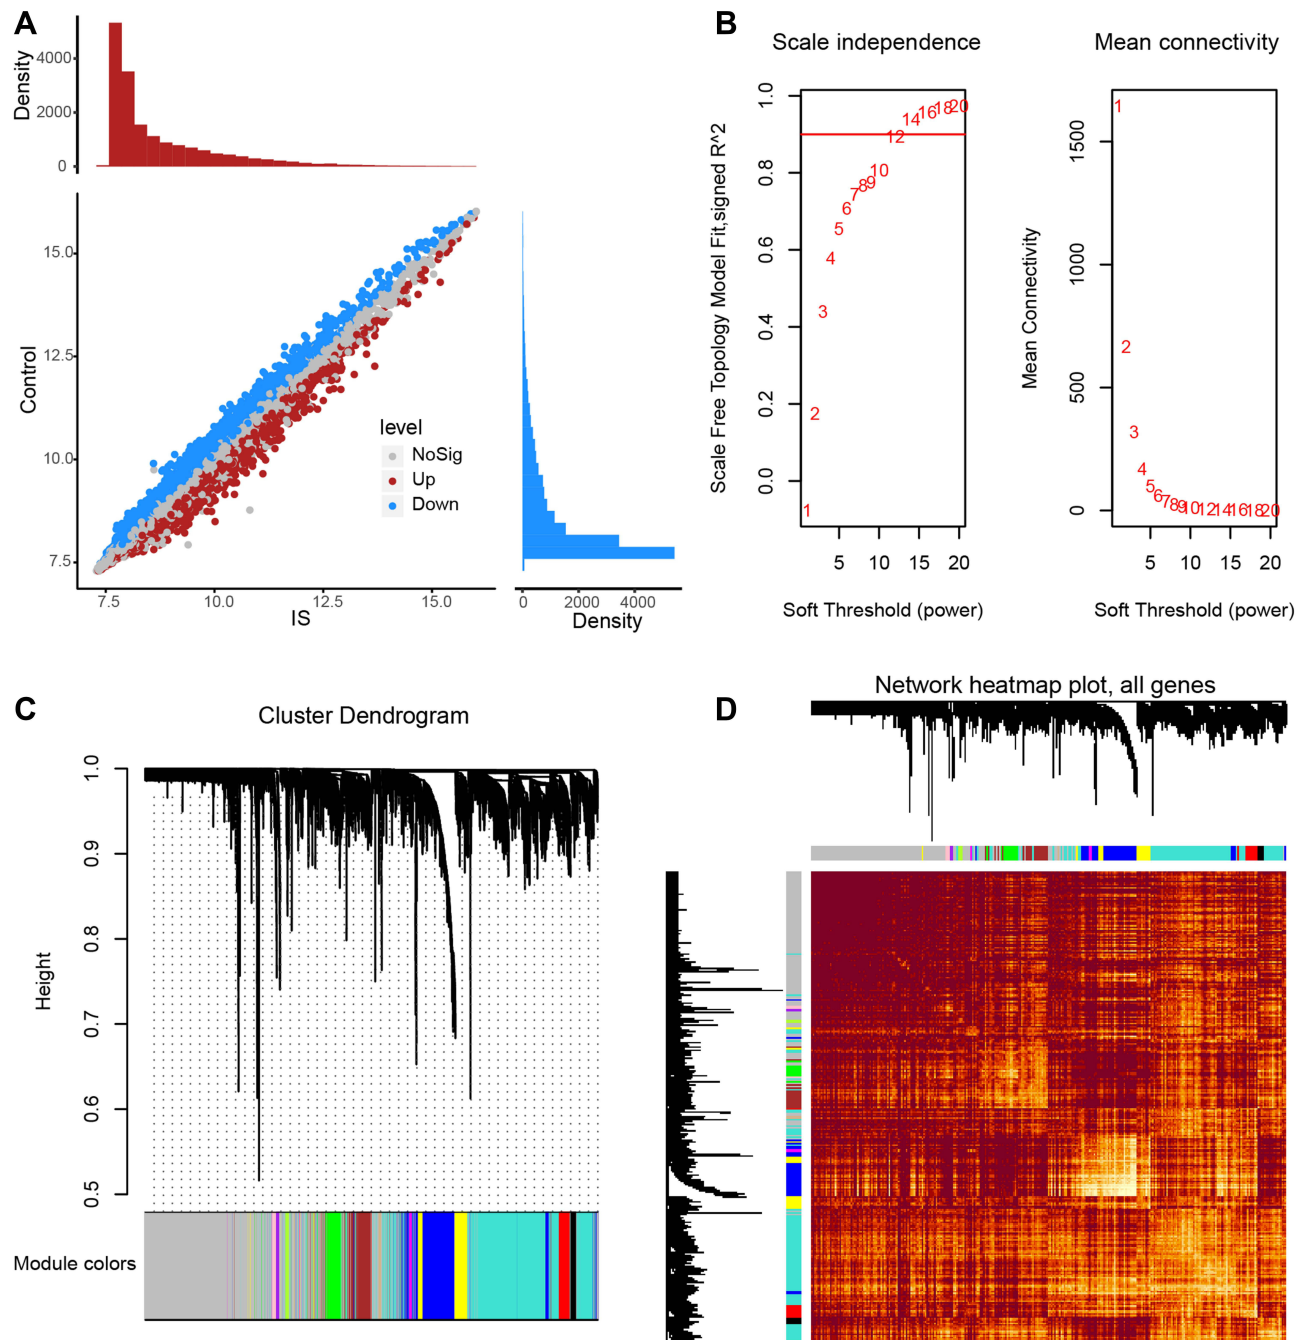 A
Density
4000
2000
0
Control
15.0
12.5
10.0
7.5
level
NoSig
Up
Down
7.5 10.0 12.5 15.0
IS
0 2000 4000
Density
B
Scale independence
Scale Free Topology Model Fit,signed R^2
1.0
0.8
0.6
0.4
0.2
0.0
1 2 3 4 5 6 7 8 9 10 12 14 16 18 20
5 10 15 20
Soft Threshold (power)
Mean connectivity
Mean Connectivity
1500
1000
500
0
1 2 3 4 5 6 7 8 9 10 12 14 16 18 20
5 10 15 20
Soft Threshold (power)
C
Cluster Dendrogram
Height
1.0
0.9
0.8
0.7
0.6
0.5
Module colors
D
Network heatmap plot, all genes